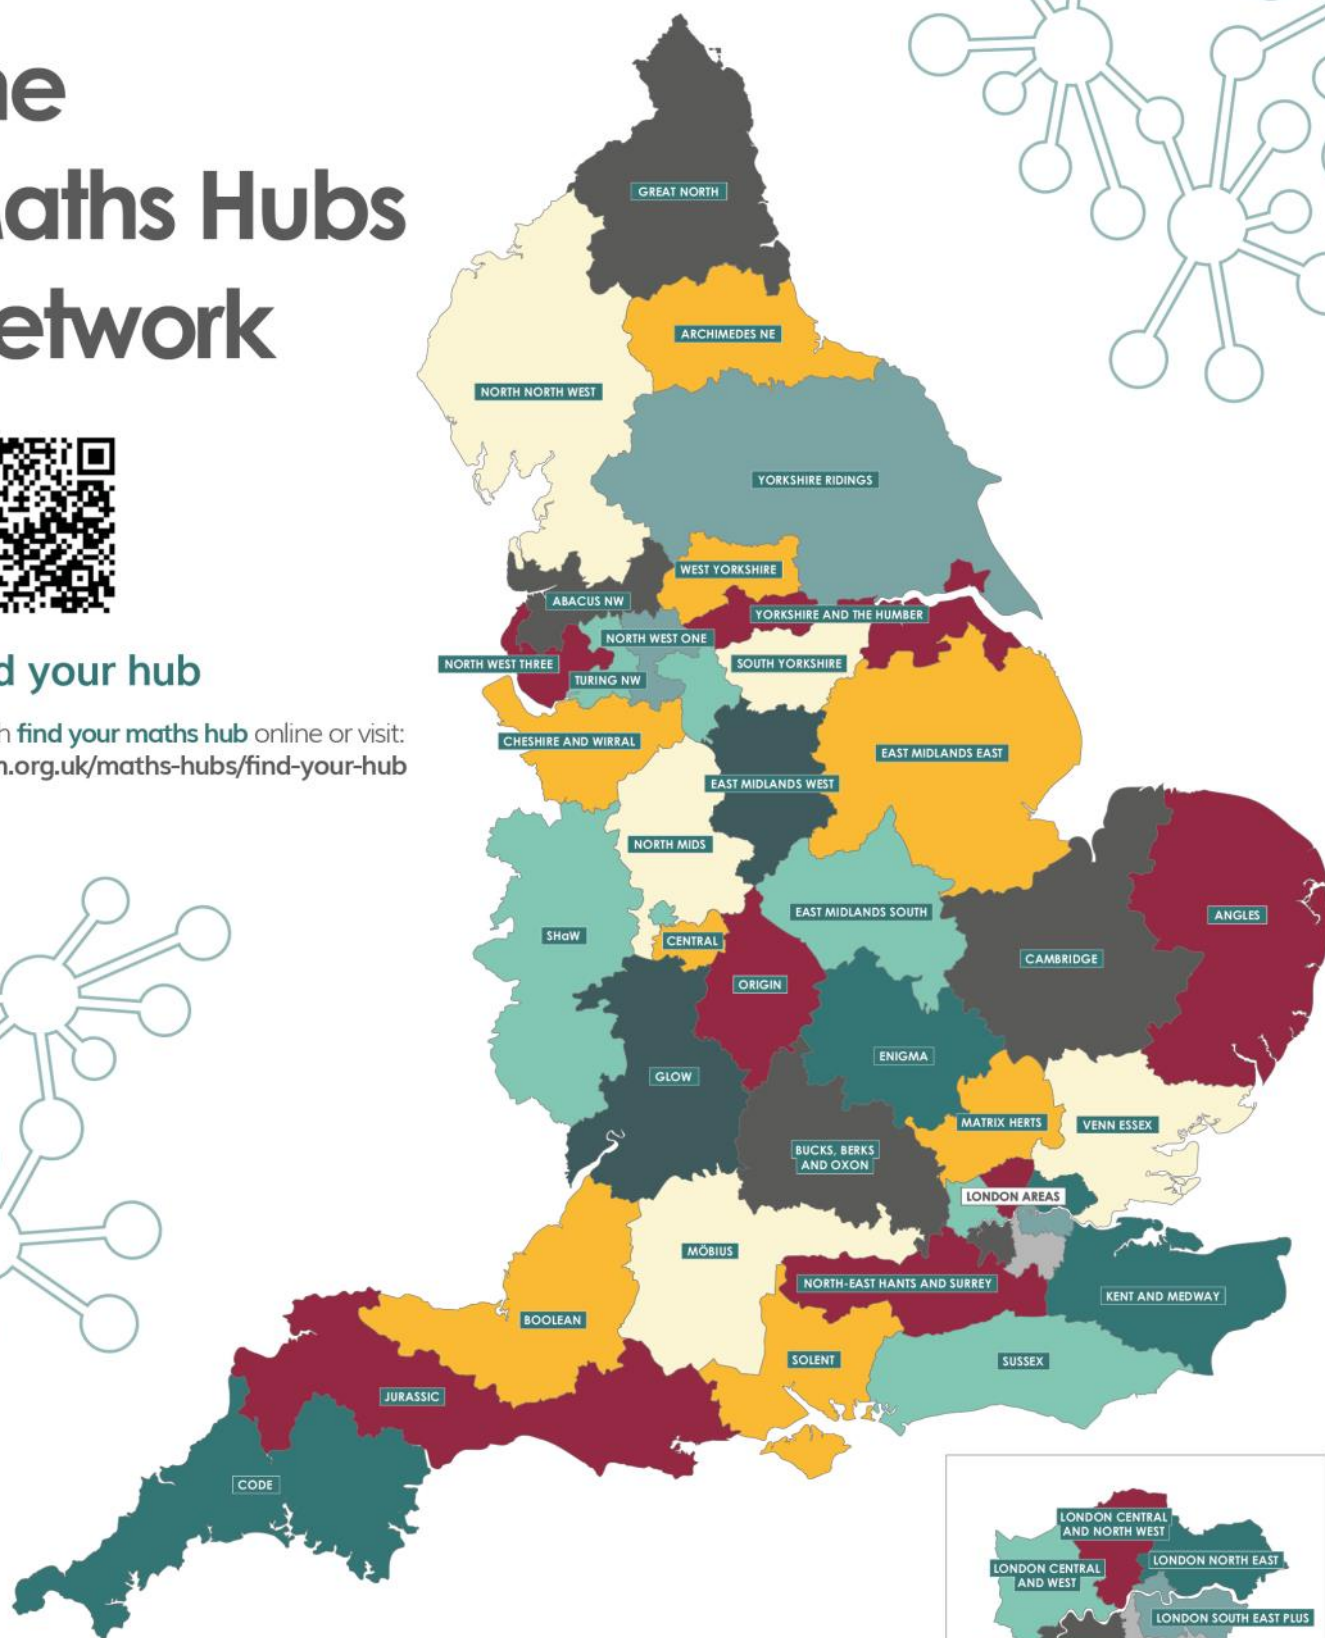 ne
aths Hubs
etwork
d your hub
h find your maths hub online or visit:
n.org.uk/maths-hubs/find-your-hub
GREAT NORTH
ARCHIMEDES NE
NORTH NORTH WEST
YORKSHIRE RIDINGS
WEST YORKSHIRE
ABACUS NW
YORKSHIRE AND THE HUMBER
NORTH WEST ONE
NORTH WEST THREE
SOUTH YORKSHIRE
TURING NW
CHESHIRE AND WIRRAL
EAST MIDLANDS EAST
EAST MIDLANDS WEST
NORTH MIDS
EAST MIDLANDS SOUTH
ANGLES
SHaW
CENTRAL
CAMBRIDGE
ORIGIN
ENIGMA
GLOW
MATRIX HERTS
VENN ESSEX
BUCKS, BERKS
AND OXON
LONDON AREAS
MÖBIUS
NORTH-EAST HANTS AND SURREY
KENT AND MEDWAY
BOOLEAN
SOLENT
SUSSEX
JURASSIC
CODE
LONDON CENTRAL
AND NORTH WEST
LONDON NORTH EAST
LONDON CENTRAL
AND WEST
LONDON SOUTH EAST PLUS